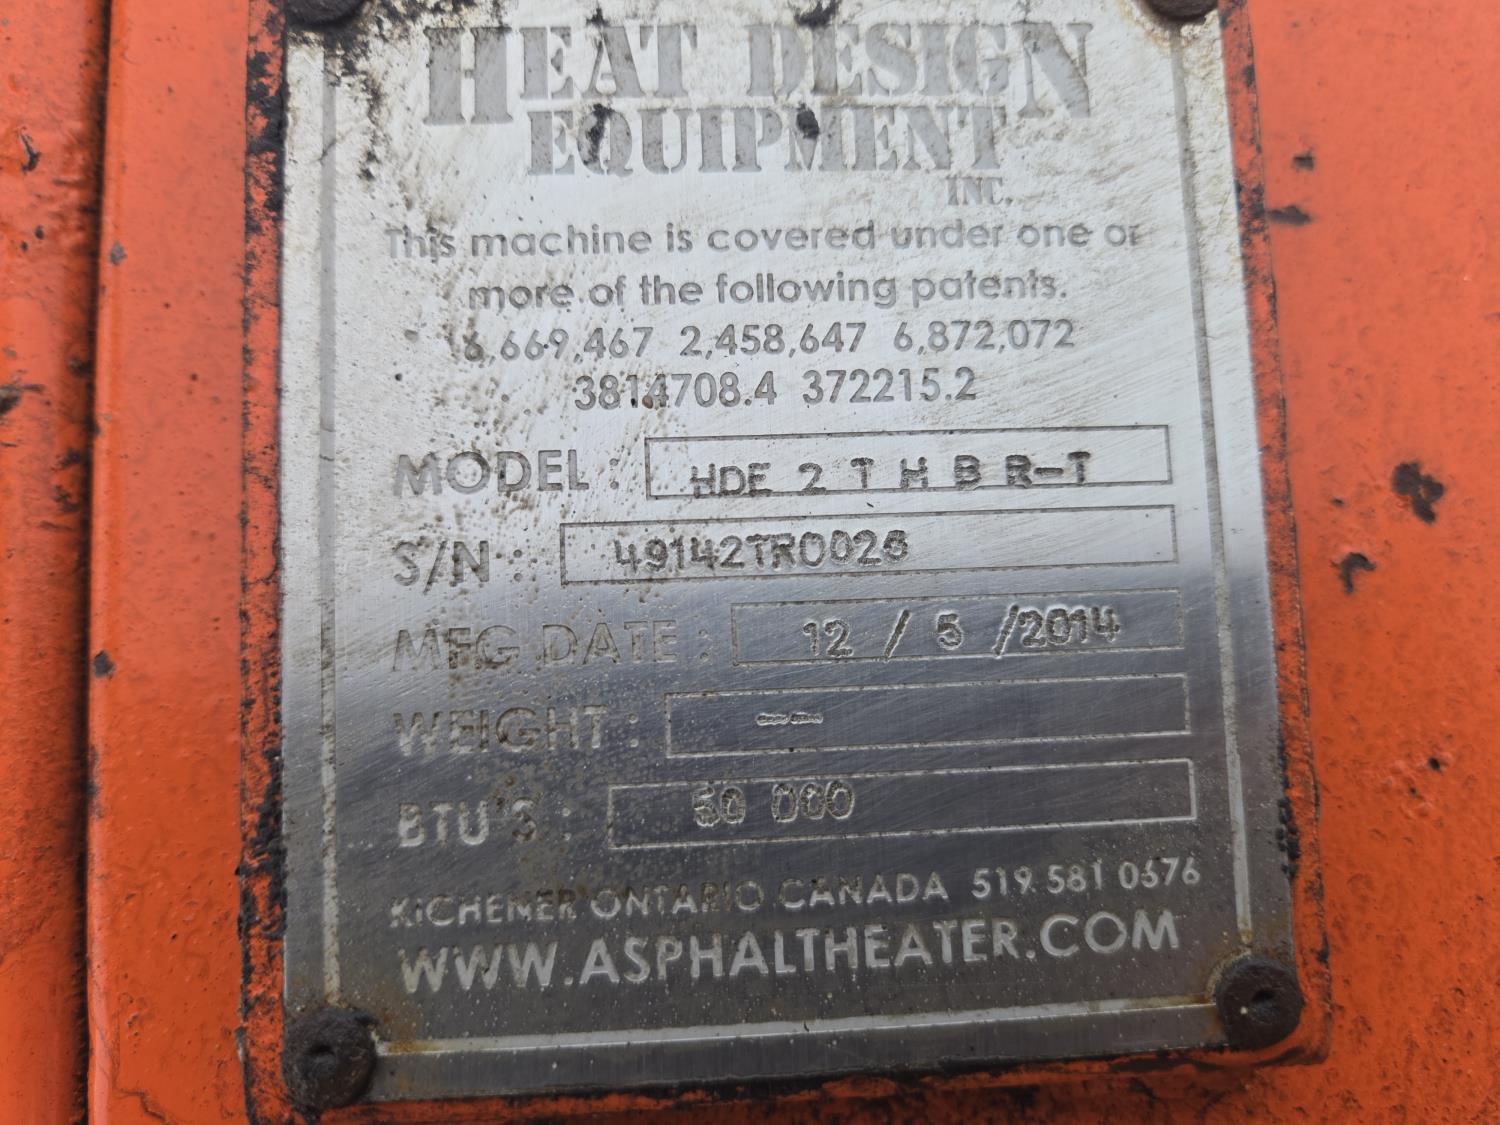 HEAT DESIGN
EQUIPMENT
INC.
This machine is covered under one or
more of the following patents.
6,669,467 2,458,647 6,872,072
3814708.4 372215.2
MODEL: HDE 2 T H B R-T
S/N: 49142TR0026
MFG DATE: 12 / 5 /2014
WEIGHT: --
BTU'S: 50 000
KICHENER ONTARIO CANADA 519 581 0676
WWW.ASPHALTHEATER.COM